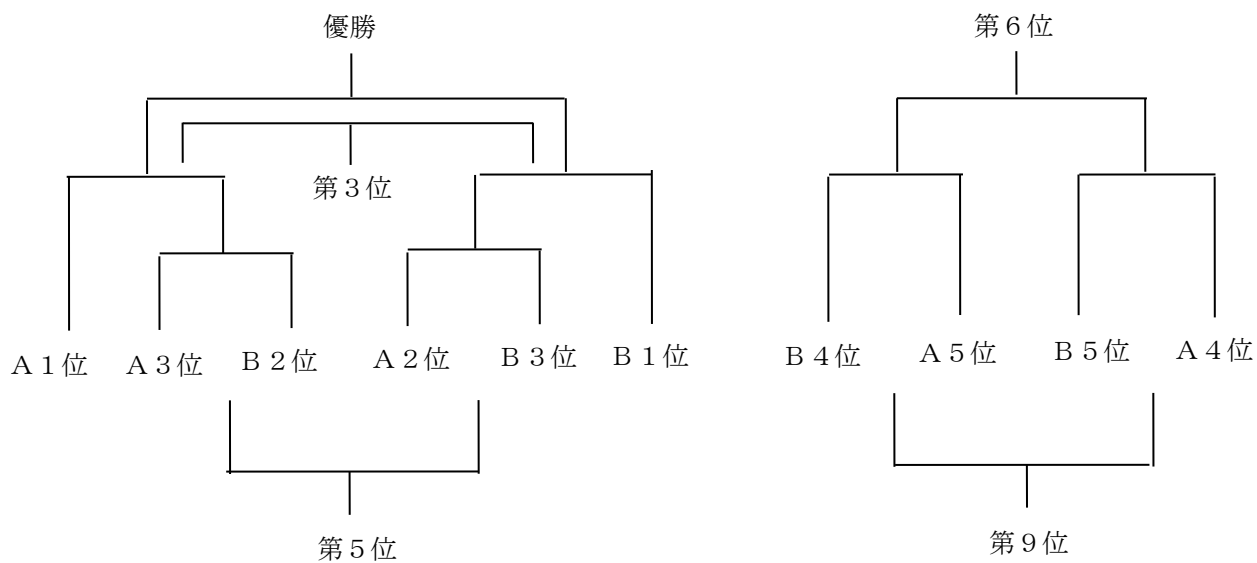 優勝
第６位
第３位
Ａ１位 Ａ３位 Ｂ２位 Ａ２位 Ｂ３位 Ｂ１位 Ｂ４位 Ａ５位 Ｂ５位 Ａ４位
第５位
第９位